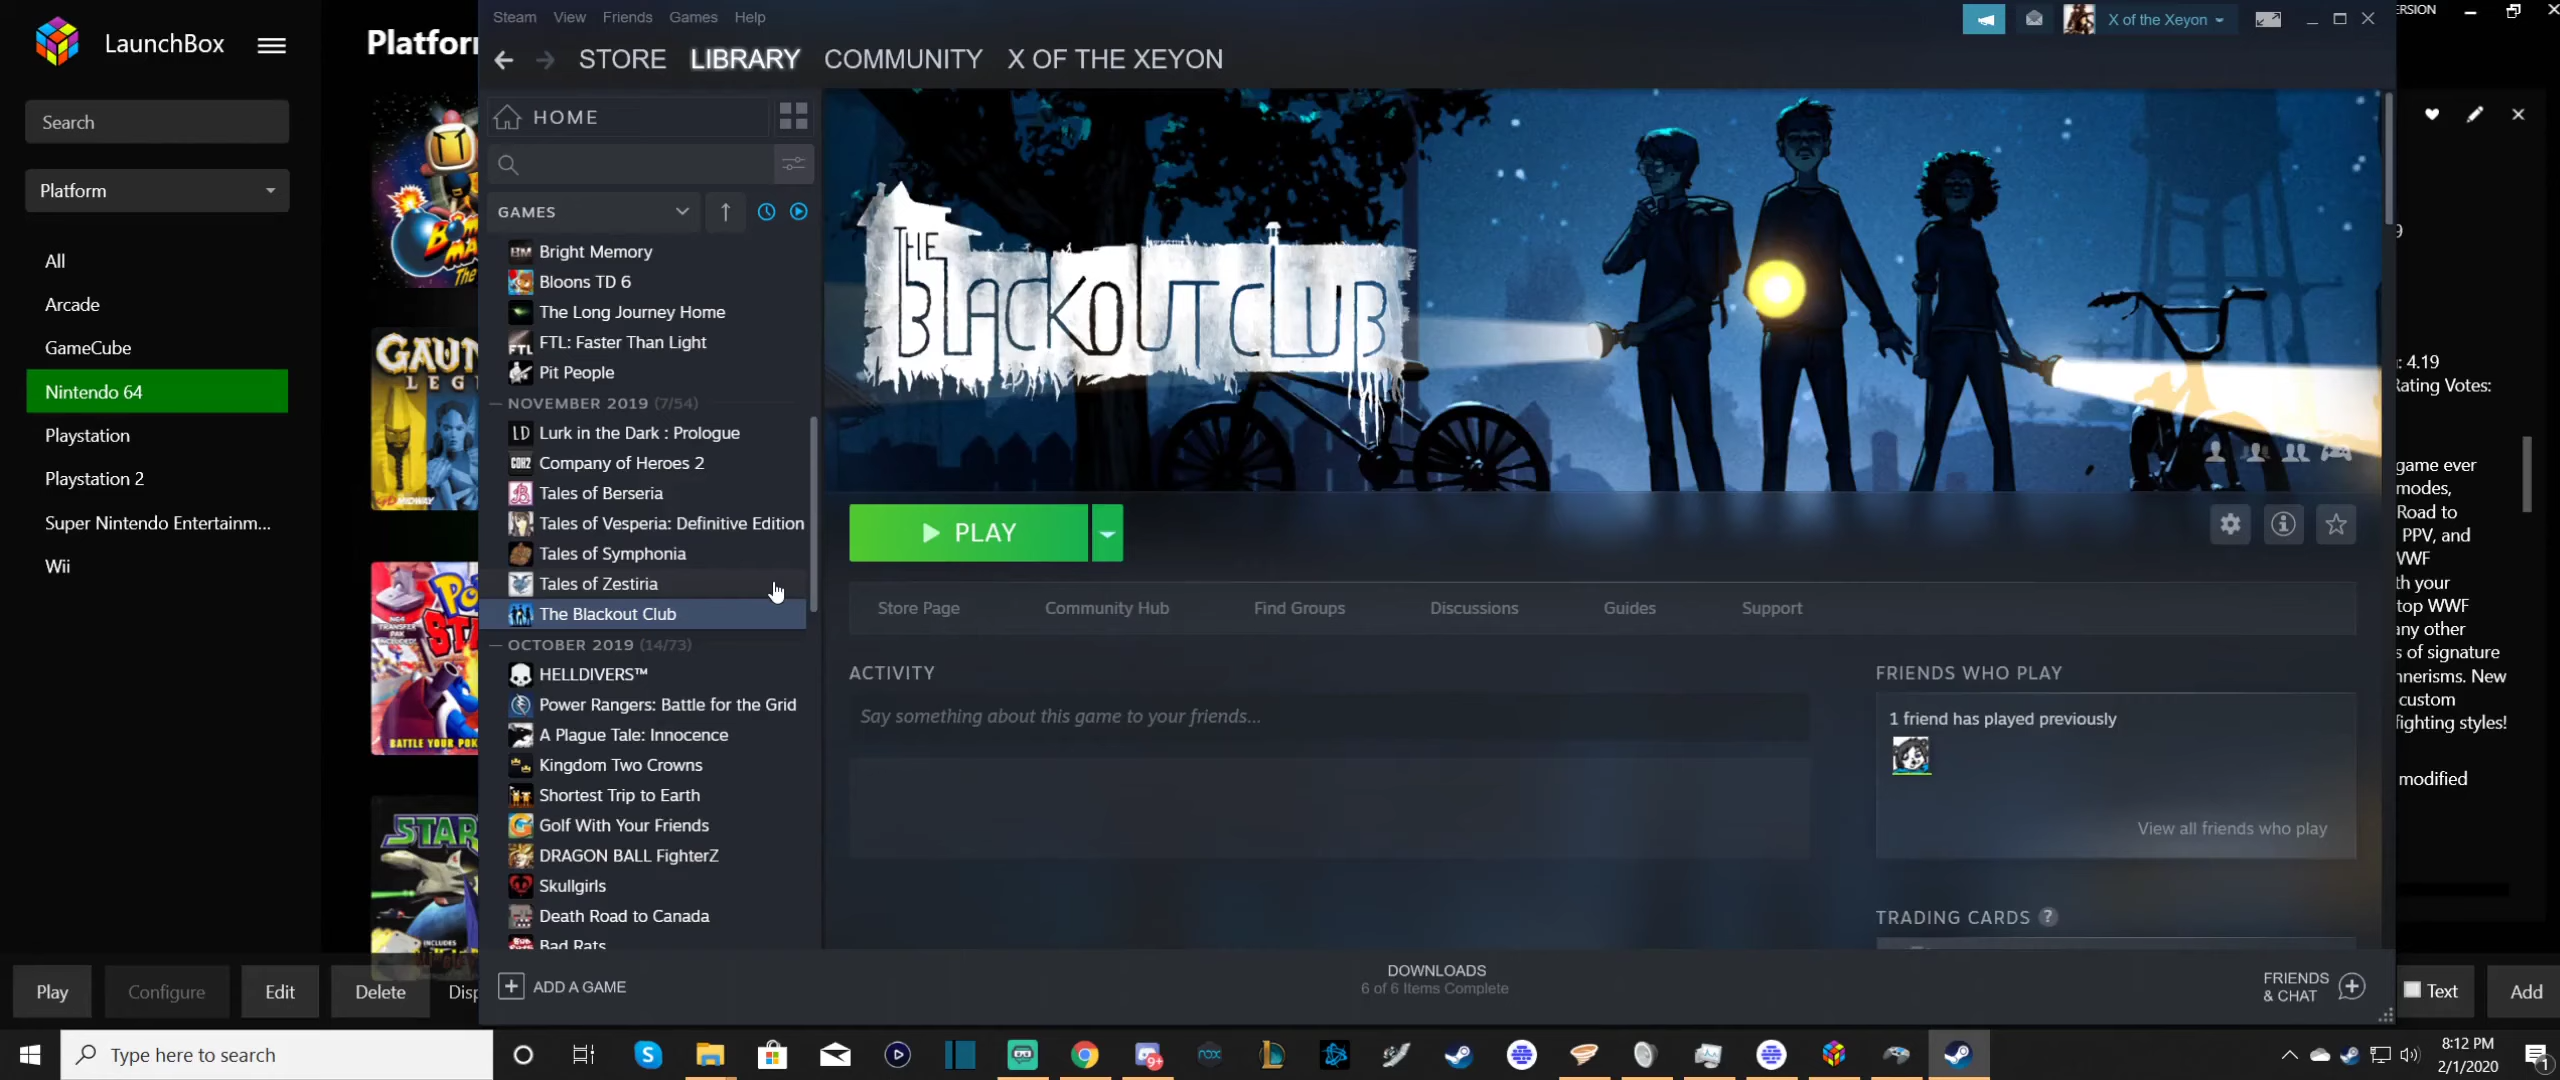 LaunchBox
Search
Platform
All
Arcade
GameCube
Nintendo 64
Playstation
Playstation 2
Super Nintendo Entertainm...
Wii
GAUN
LEG
MIDWAY
BATTLE YOUR
STAR
Play
Configure
Edit
Delete
Steam View Friends Games Help
X of the Xeyon
STORE LIBRARY COMMUNITY X OF THE XEYON
HOME
GAMES
Bright Memory
Bloons TD 6
The Long Journey Home
FTL: Faster Than Light
Pit People
NOVEMBER 2019 (7/54)
Lurk in the Dark : Prologue
Company of Heroes 2
Tales of Berseria
Tales of Vesperia: Definitive Edition
Tales of Symphonia
Tales of Zestiria
The Blackout Club
OCTOBER 2019 (14/73)
HELLDIVERS™
Power Rangers: Battle for the Grid
A Plague Tale: Innocence
Kingdom Two Crowns
Shortest Trip to Earth
Golf With Your Friends
DRAGON BALL FighterZ
Skullgirls
Death Road to Canada
Bad Rats
ADD A GAME
THE
BLACKOUT CLUB
PLAY
Store Page Community Hub Find Groups Discussions Guides Support
ACTIVITY
Say something about this game to your friends...
FRIENDS WHO PLAY
1 friend has played previously
View all friends who play
TRADING CARDS ?
DOWNLOADS
6 of 6 Items Complete
FRIENDS
& CHAT
: 4.19
Rating Votes:
game ever
modes,
Road to
PPV, and
WWF
your
top WWF
any other
s of signature
New
custom
fighting styles!
modified
Text
Add
Type here to search
9+
nox
8:12 PM
2/1/2020
1